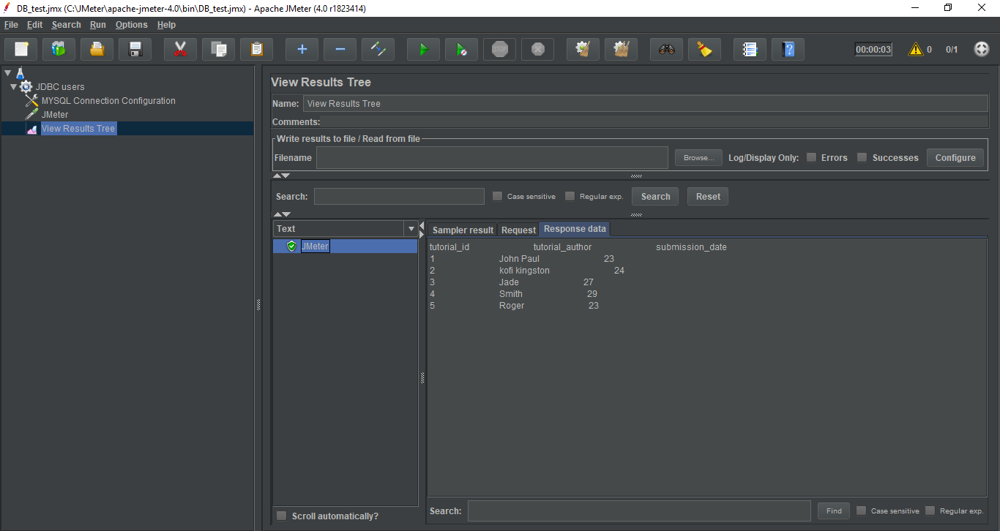 DB_test.jmx (C:\JMeter\apache-jmeter-4.0\bin\DB_test.jmx) - Apache JMeter (4.0 r1823414)
File Edit Search Run Options Help
STOP 00:00:03 0 0/1
JDBC users
MYSQL Connection Configuration
JMeter
View Results Tree
View Results Tree
Name: View Results Tree
Comments:
Write results to file / Read from file
Filename Browse... Log/Display Only: Errors Successes Configure
Search: Case sensitive Regular exp. Search Reset
Text
JMeter
Sampler result Request Response data
tutorial_id tutorial_author submission_date
1 John Paul 23
2 kofi kingston 24
3 Jade 27
4 Smith 29
5 Roger 23
Scroll automatically?
Search: Find Case sensitive Regular exp.